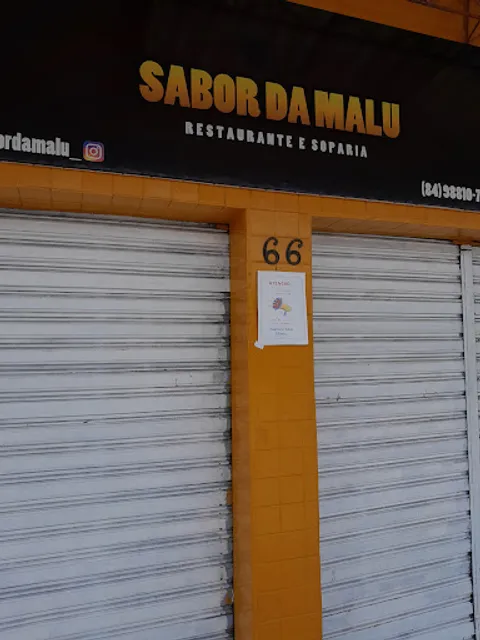 SABOR DA MALU
RESTAURANTE E SOPARIA
ordamalu_
(84) 98810-7
66